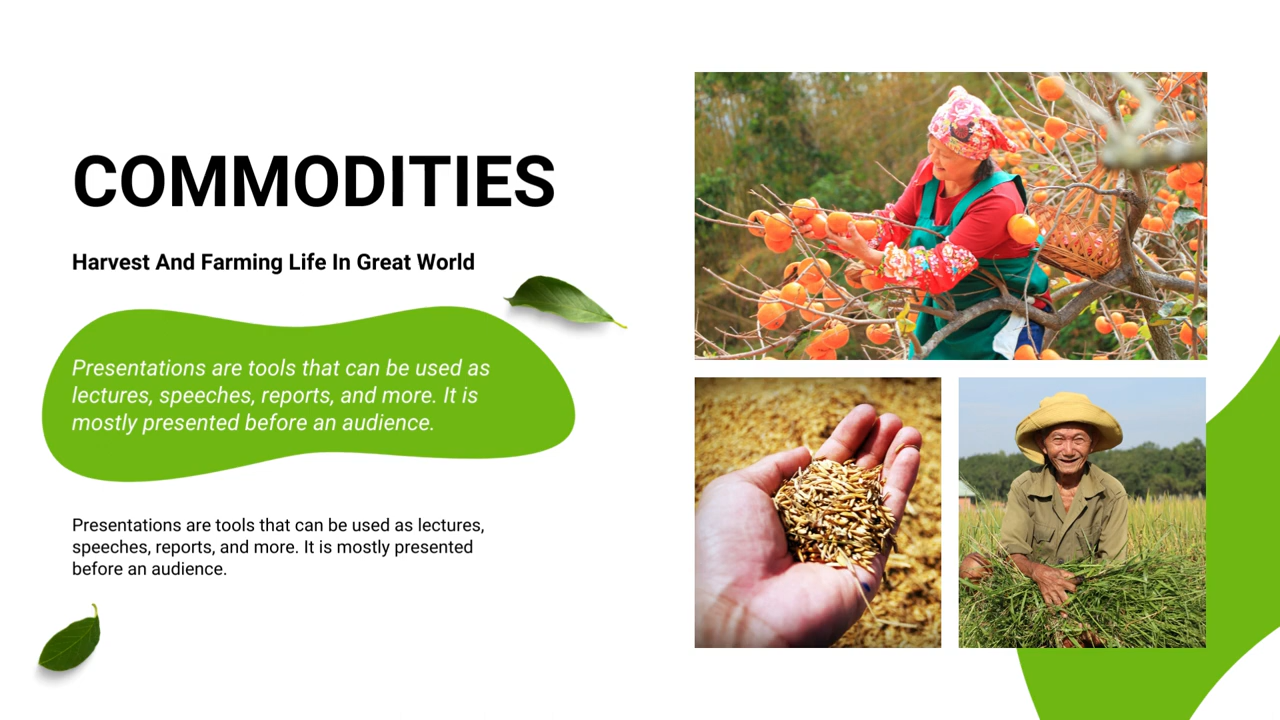 COMMODITIES
Harvest And Farming Life In Great World
Presentations are tools that can be used as
lectures, speeches, reports, and more. It is
mostly presented before an audience.
Presentations are tools that can be used as lectures,
speeches, reports, and more. It is mostly presented
before an audience.